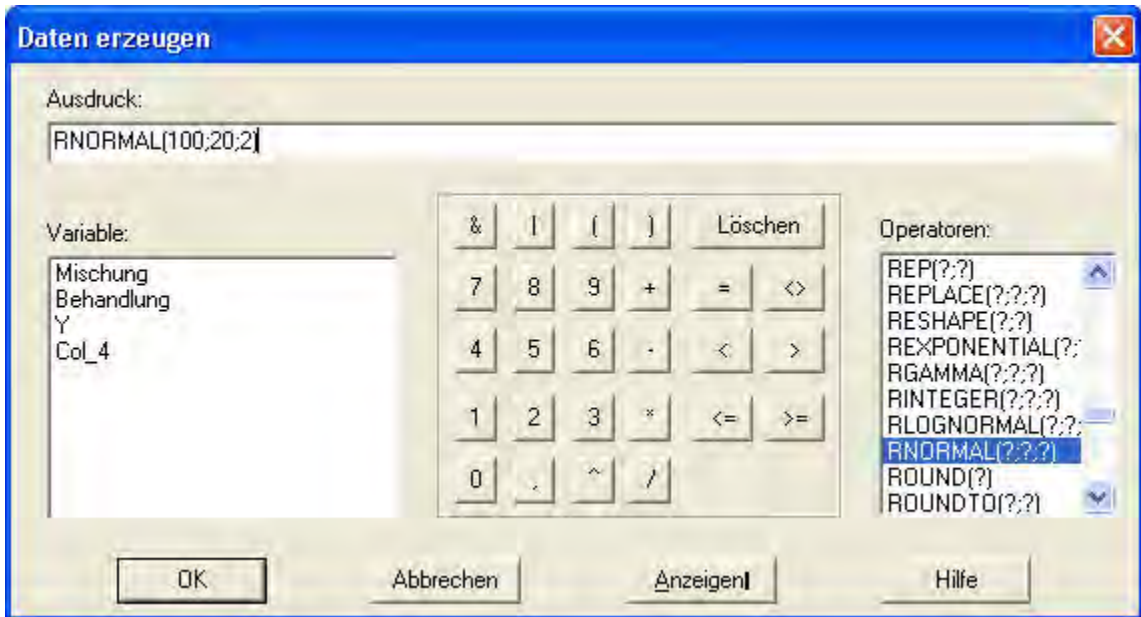 Daten erzeugen
Ausdruck:
RNORMAL(100;20;2)
Variable:
Mischung
Behandlung
Y
Col_4
& | ( ) Löschen
7 8 9 + = <>
4 5 6 - < >
1 2 3 * <= >=
0 , ^ /
Operatoren:
REP(?;?)
REPLACE(?;?;?)
RESHAPE(?;?)
REXPONENTIAL(?;
RGAMMA(?;?;?)
RINTEGER(?;?;?)
RLOGNORMAL(?;?;
RNORMAL(?;?;?)
ROUND(?)
ROUNDTO(?;?)
OK Abbrechen Anzeigen Hilfe